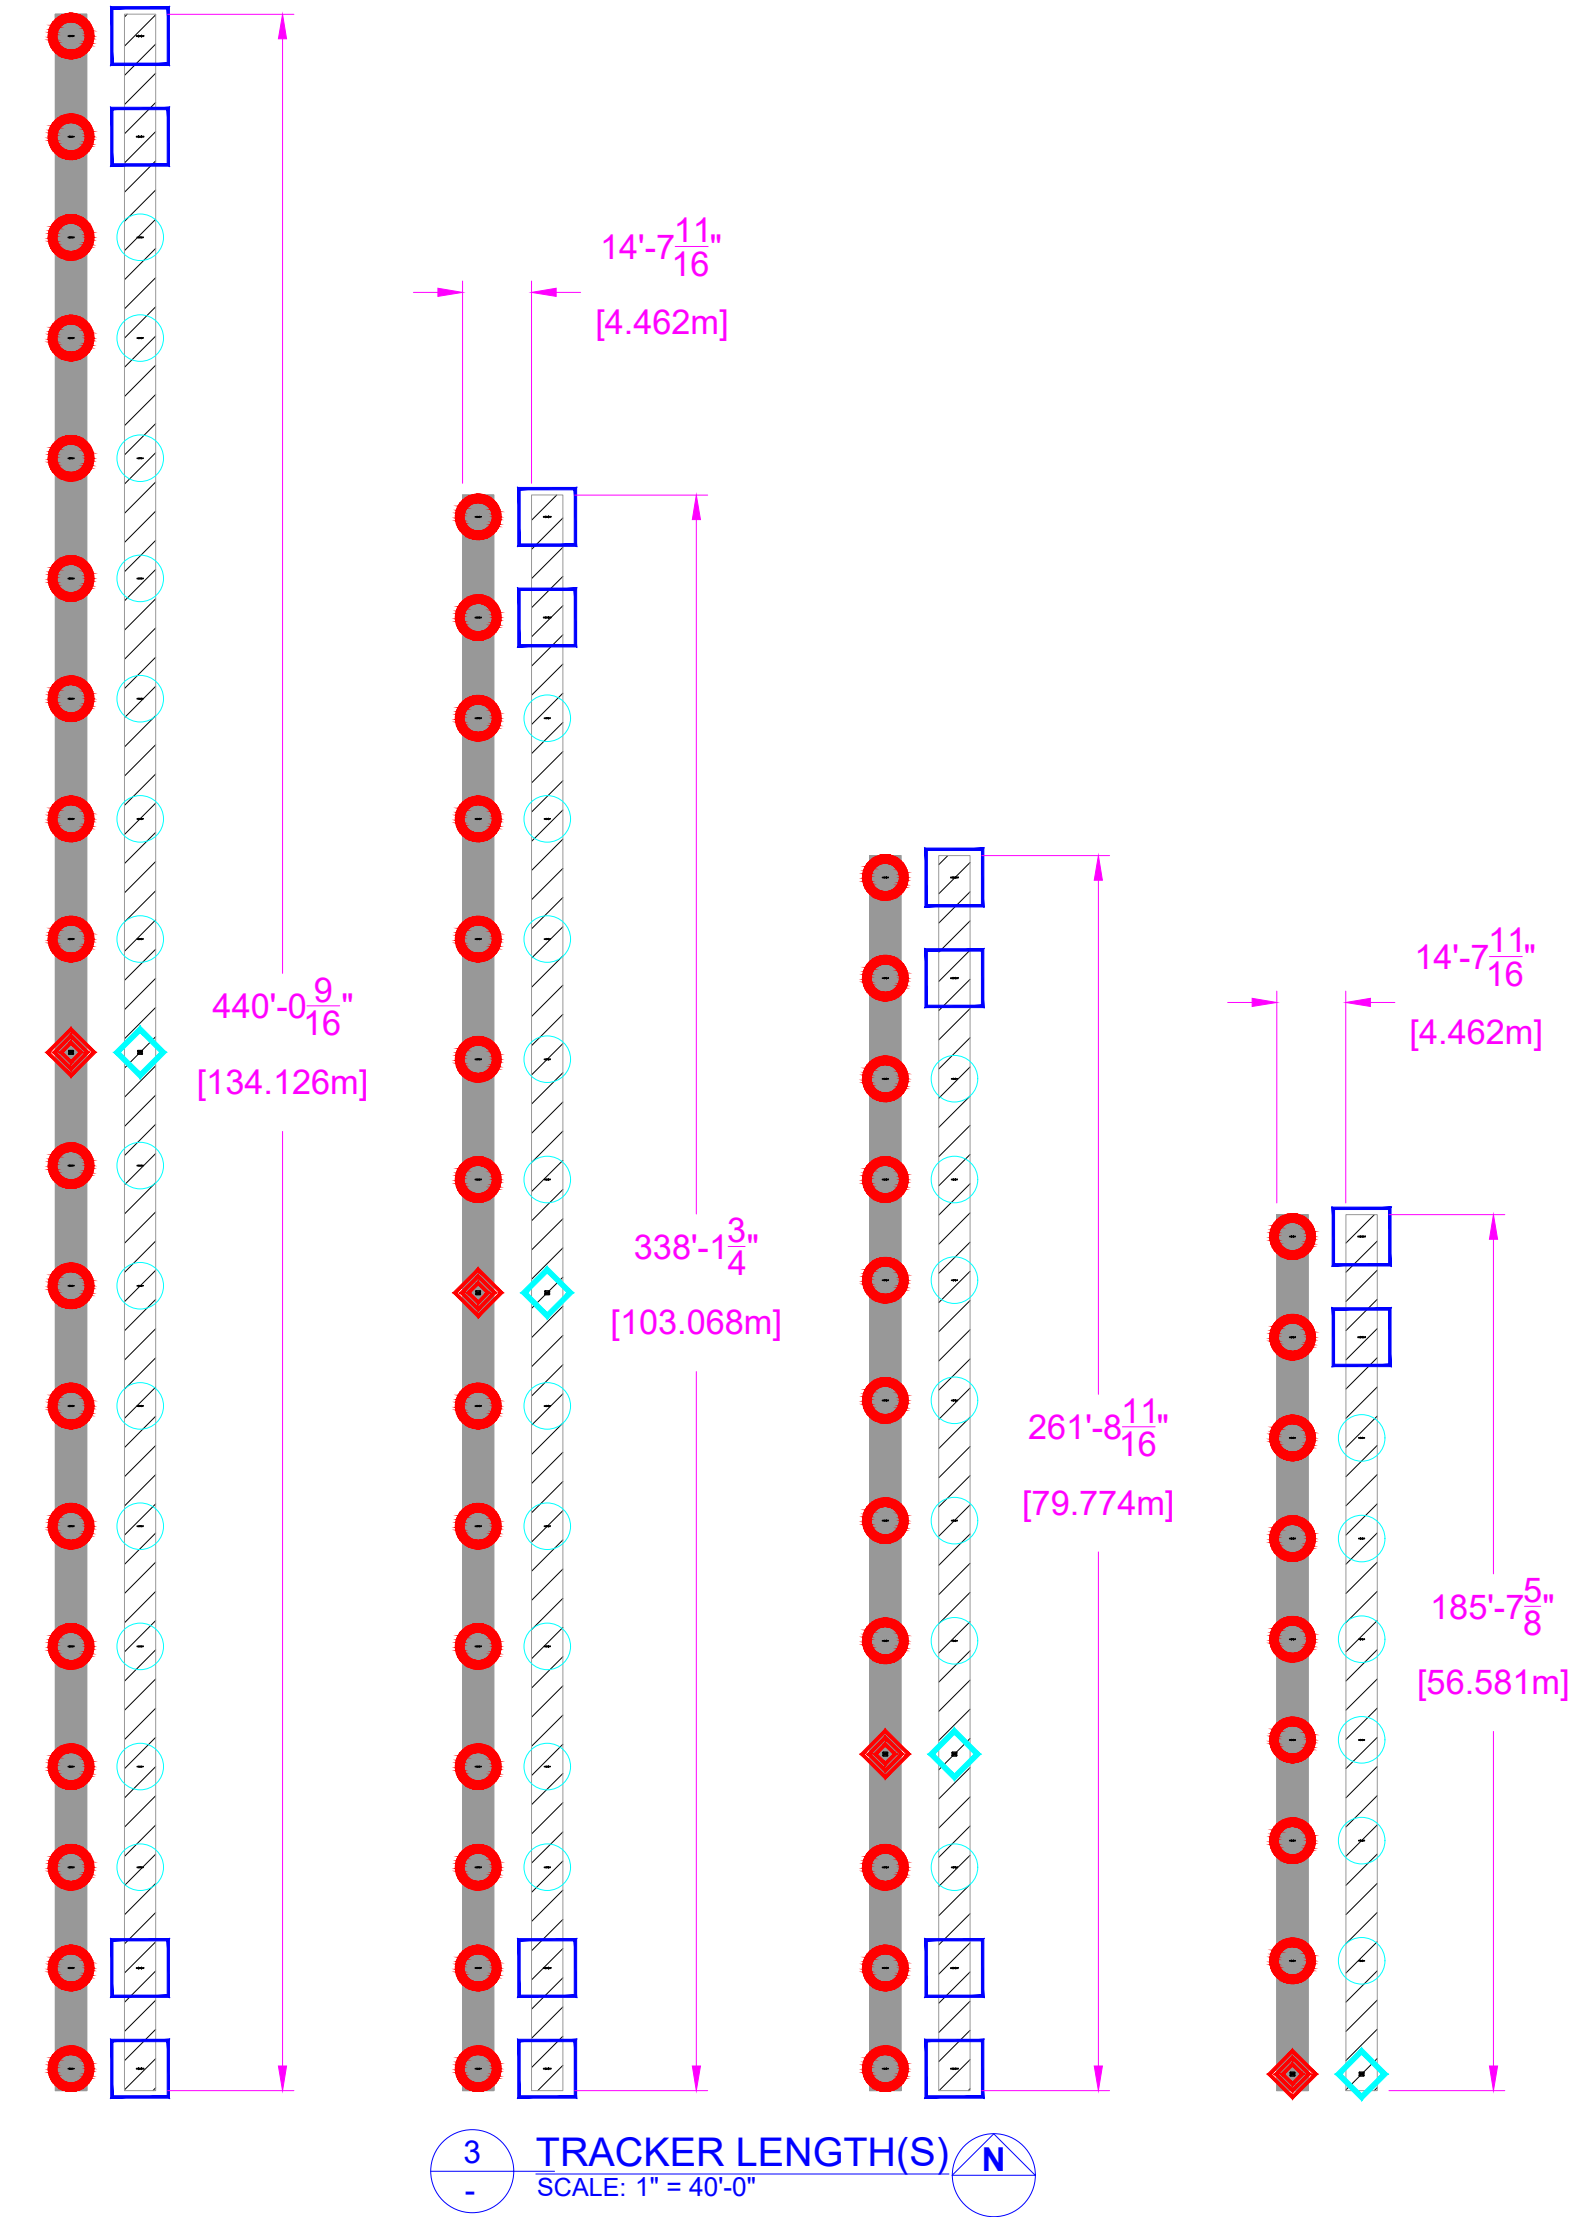 14'-7 11/16"
[4.462m]
14'-7 11/16"
[4.462m]
440'-0 9/16"
[134.126m]
338'-1 3/4"
[103.068m]
261'-8 11/16"
[79.774m]
185'-7 5/8"
[56.581m]
3
-
TRACKER LENGTH(S)
SCALE: 1" = 40'-0"
N